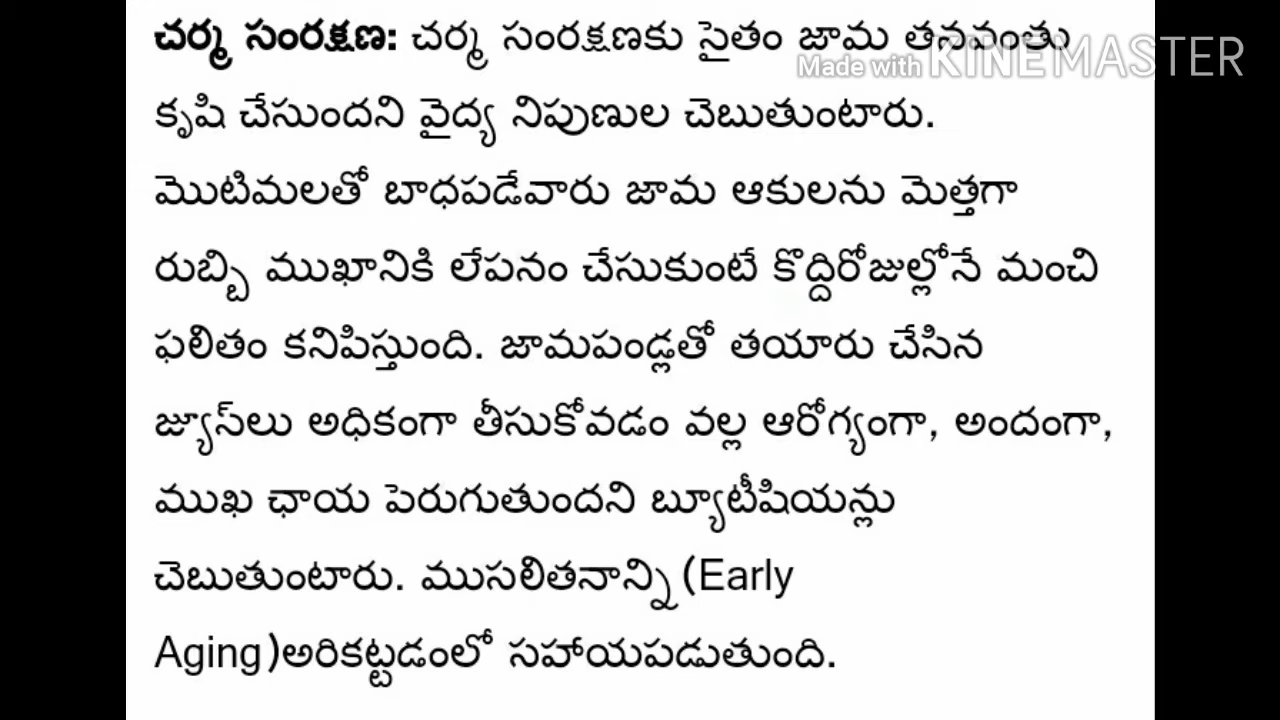 చర్మ సంరక్షణ: చర్మ సంరక్షణకు సైతం జామ తనవంతు
Made with KINEMASTER
కృషి చేసుందని వైద్య నిపుణుల చెబుతుంటారు.
మొటిమలతో బాధపడేవారు జామ ఆకులను మెత్తగా
రుబ్బి ముఖానికి లేపనం చేసుకుంటే కొద్దిరోజుల్లోనే మంచి
ఫలితం కనిపిస్తుంది. జామపండ్లతో తయారు చేసిన
జ్యూస్‌లు అధికంగా తీసుకోవడం వల్ల ఆరోగ్యంగా, అందంగా,
ముఖ ఛాయ పెరుగుతుందని బ్యూటీషియన్లు
చెబుతుంటారు. ముసలితనాన్ని (Early
Aging)అరికట్టడంలో సహాయపడుతుంది.